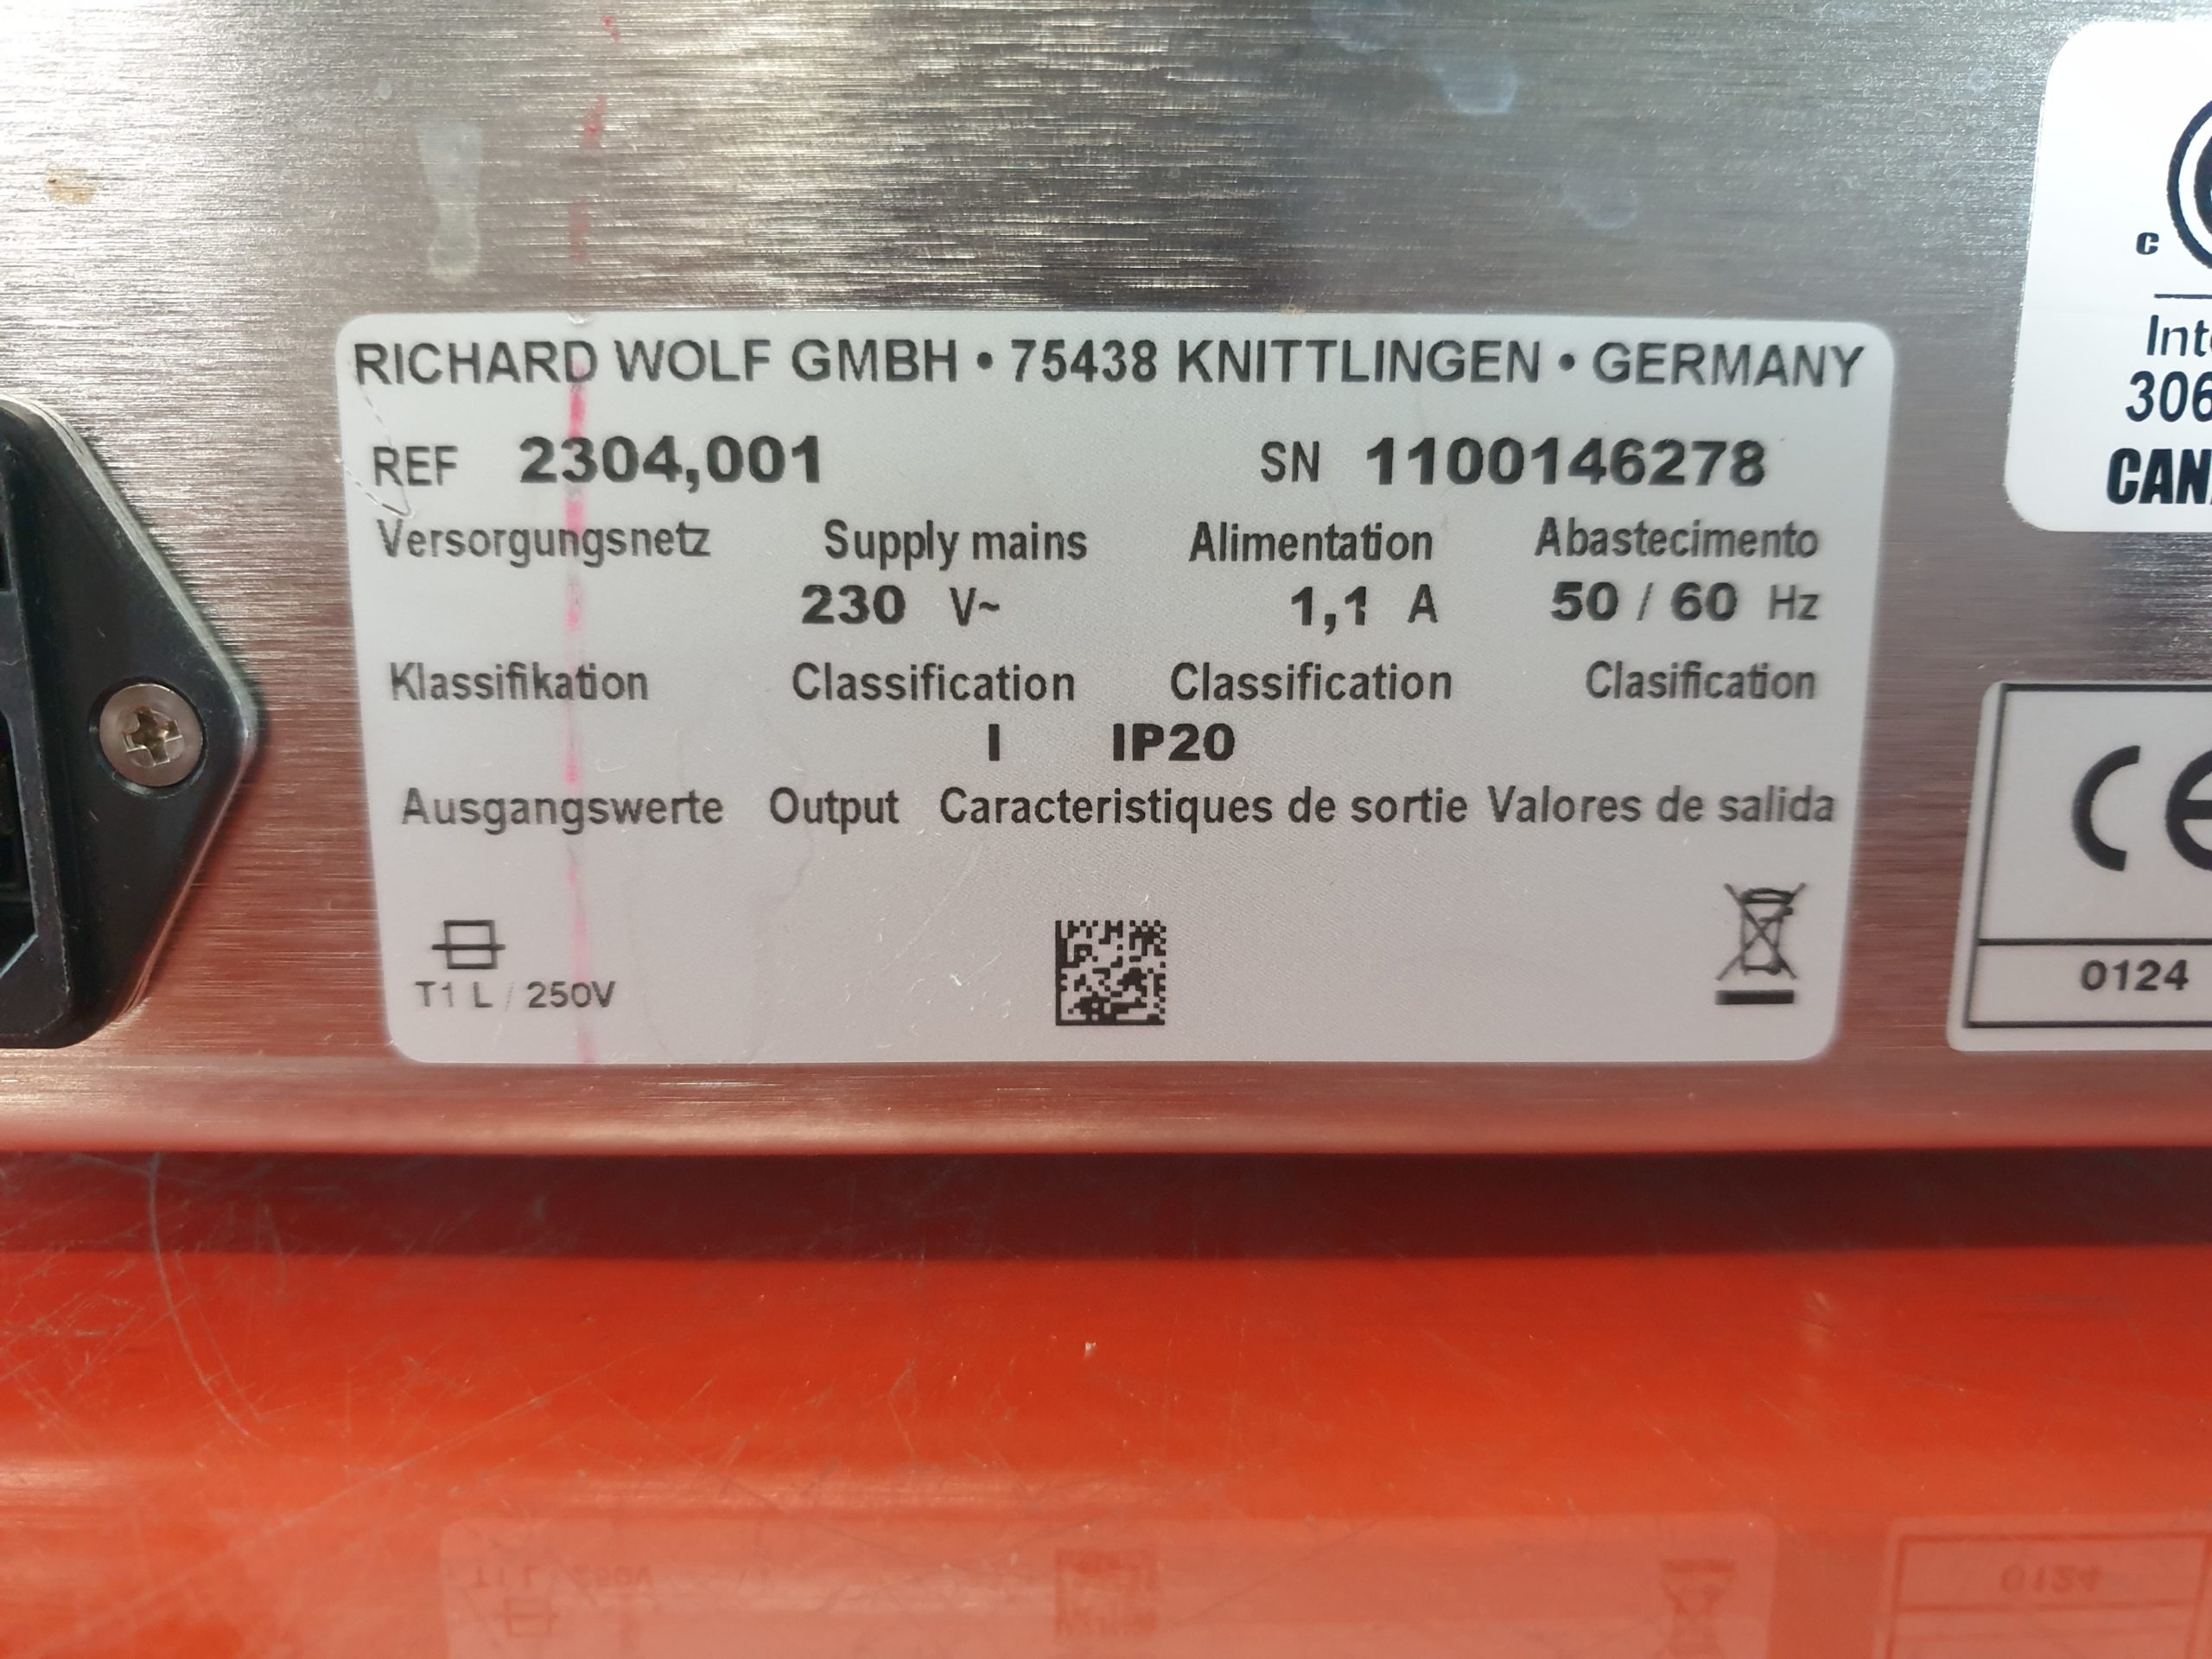 RICHARD WOLF GMBH • 75438 KNITTLINGEN • GERMANY
REF 2304,001 SN 1100146278
Versorgungsnetz Supply mains Alimentation Abastecimento
230 V~ 1,1 A 50 / 60 Hz
Klassifikation Classification Classification Clasification
I IP20
Ausgangswerte Output Caracteristiques de sortie Valores de salida
T1 L / 250V
c
306
CE
0124